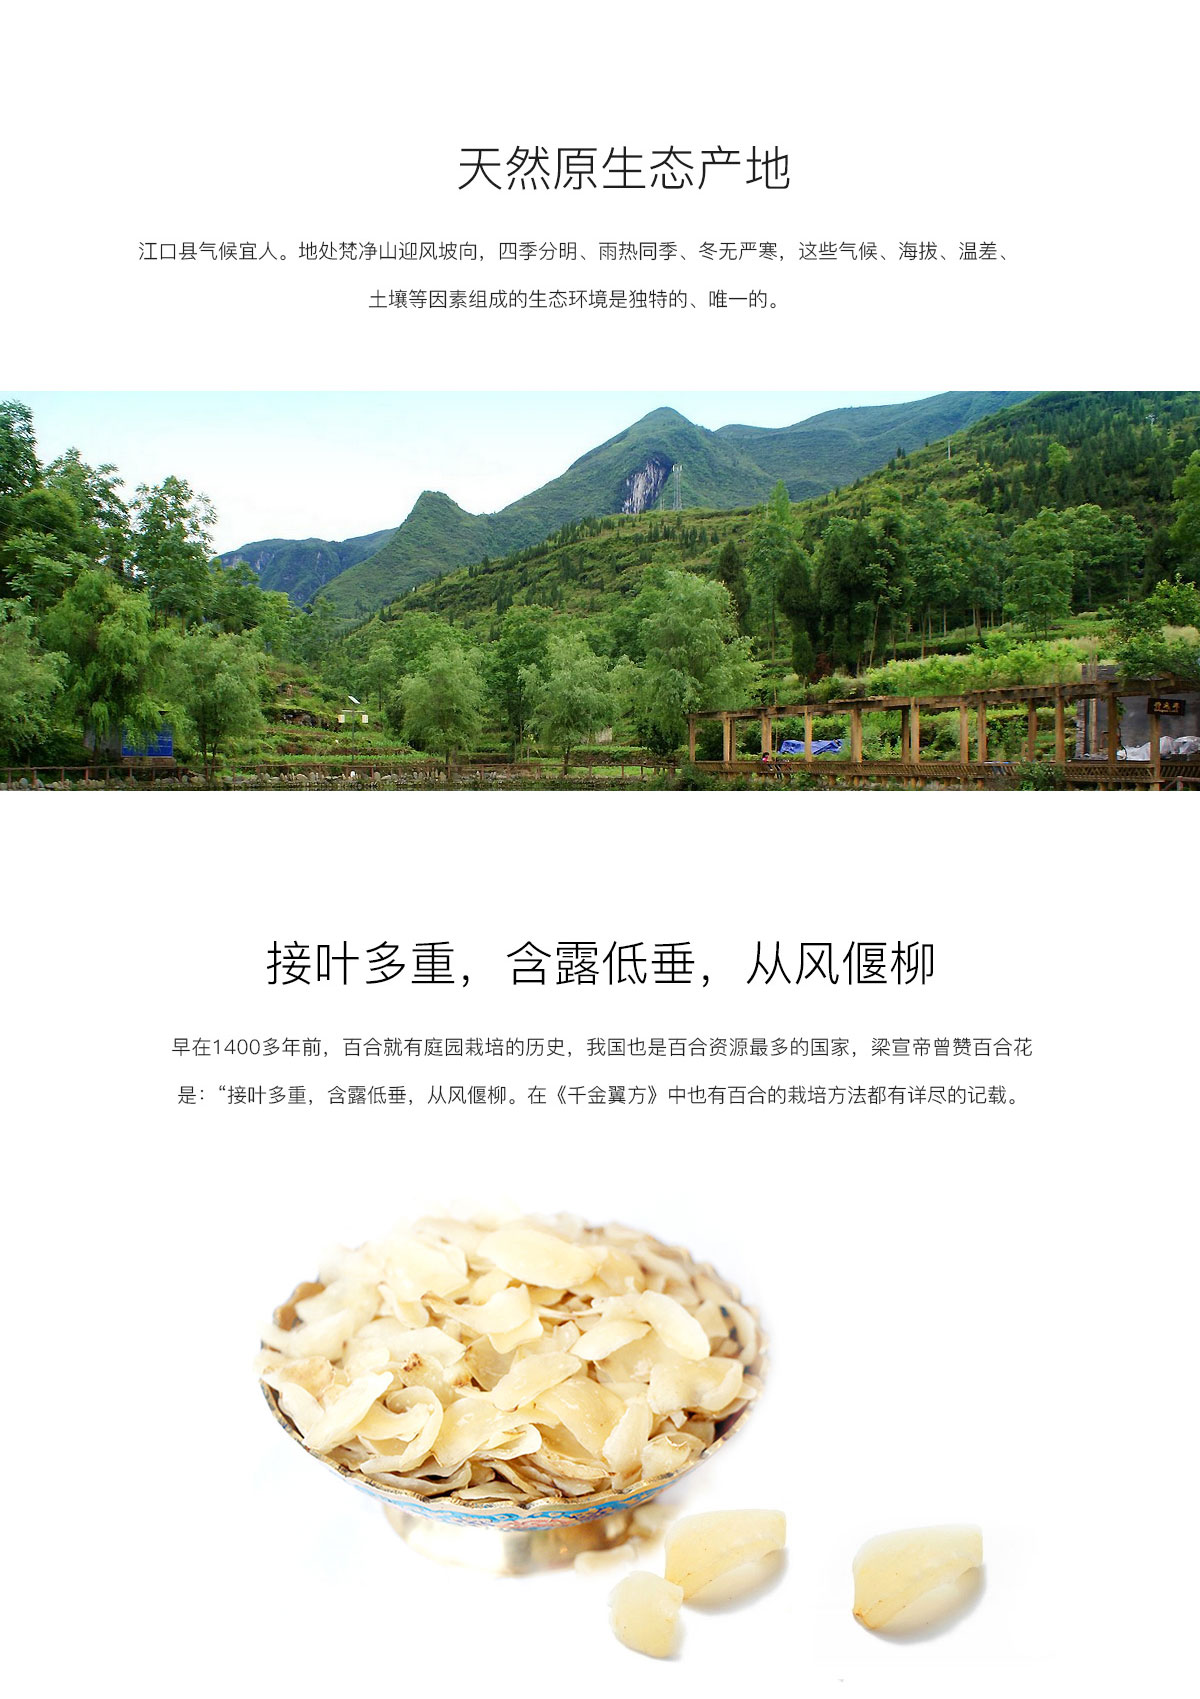 天然原生态产地
江口县气候宜人。地处梵净山迎风坡向，四季分明、雨热同季、冬无严寒，这些气候、海拔、温差、
土壤等因素组成的生态环境是独特的、唯一的。
接叶多重，含露低垂，从风偃柳
早在1400多年前，百合就有庭园栽培的历史，我国也是百合资源最多的国家，梁宣帝曾赞百合花
是：“接叶多重，含露低垂，从风偃柳。在《千金翼方》中也有百合的栽培方法都有详尽的记载。